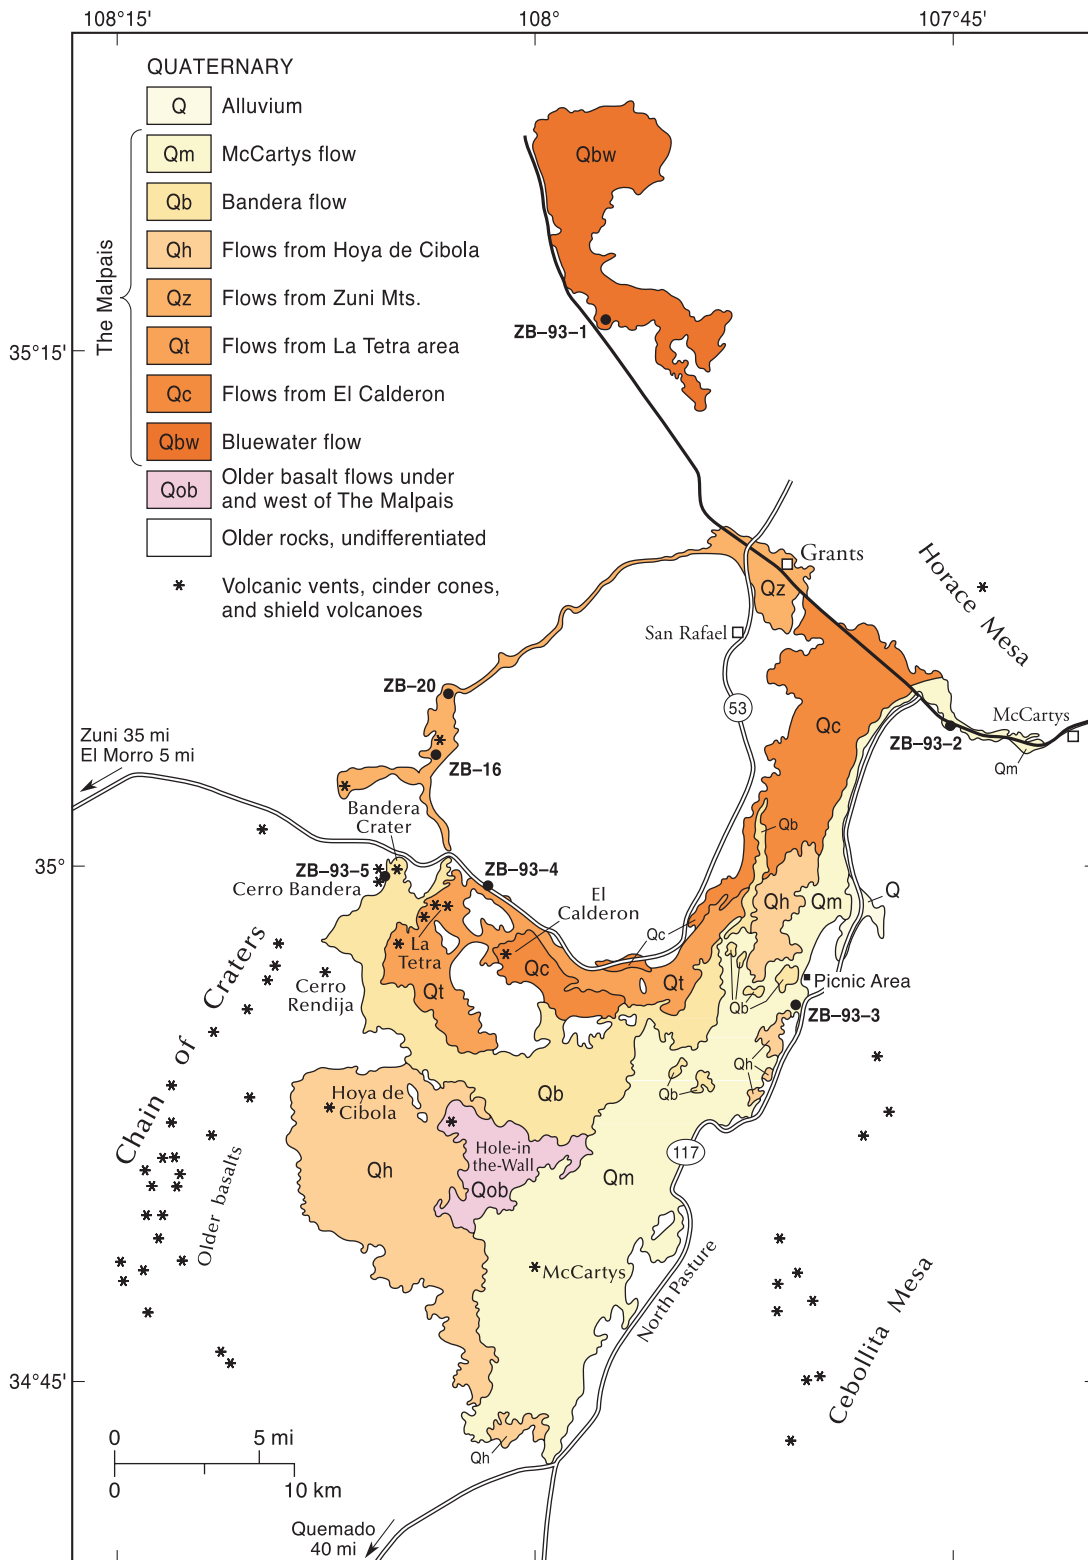 108°15'
108°
107°45'
QUATERNARY
Q Alluvium
Qm McCartys flow
Qb Bandera flow
Qh Flows from Hoya de Cibola
Qz Flows from Zuni Mts.
Qt Flows from La Tetra area
Qc Flows from El Calderon
Qbw Bluewater flow
The Malpais
Qob Older basalt flows under
and west of The Malpais
Older rocks, undifferentiated
* Volcanic vents, cinder cones,
and shield volcanoes
Qbw
ZB–93–1
35°15'
Grants
Qz
San Rafael
Horace Mesa
ZB–20
53
Qc
McCartys
ZB–93–2
Qm
Zuni 35 mi
El Morro 5 mi
ZB–16
Bandera
Crater
Qb
35°
ZB–93–5
ZB–93–4
Cerro Bandera
El
Calderon
Qh
Qm
Q
La
Tetra
Qc
Qc
Qt
Qt
Cerro
Rendija
Picnic Area
Qb
ZB–93–3
Chain of Craters
Qb
Qb
Qh
Hoya de
Cibola
Hole-in
the-Wall
117
Qh
Qob
Qm
Older basalts
McCartys
North Pasture
Cebollita Mesa
34°45'
Qh
0 5 mi
0 10 km
Quemado
40 mi